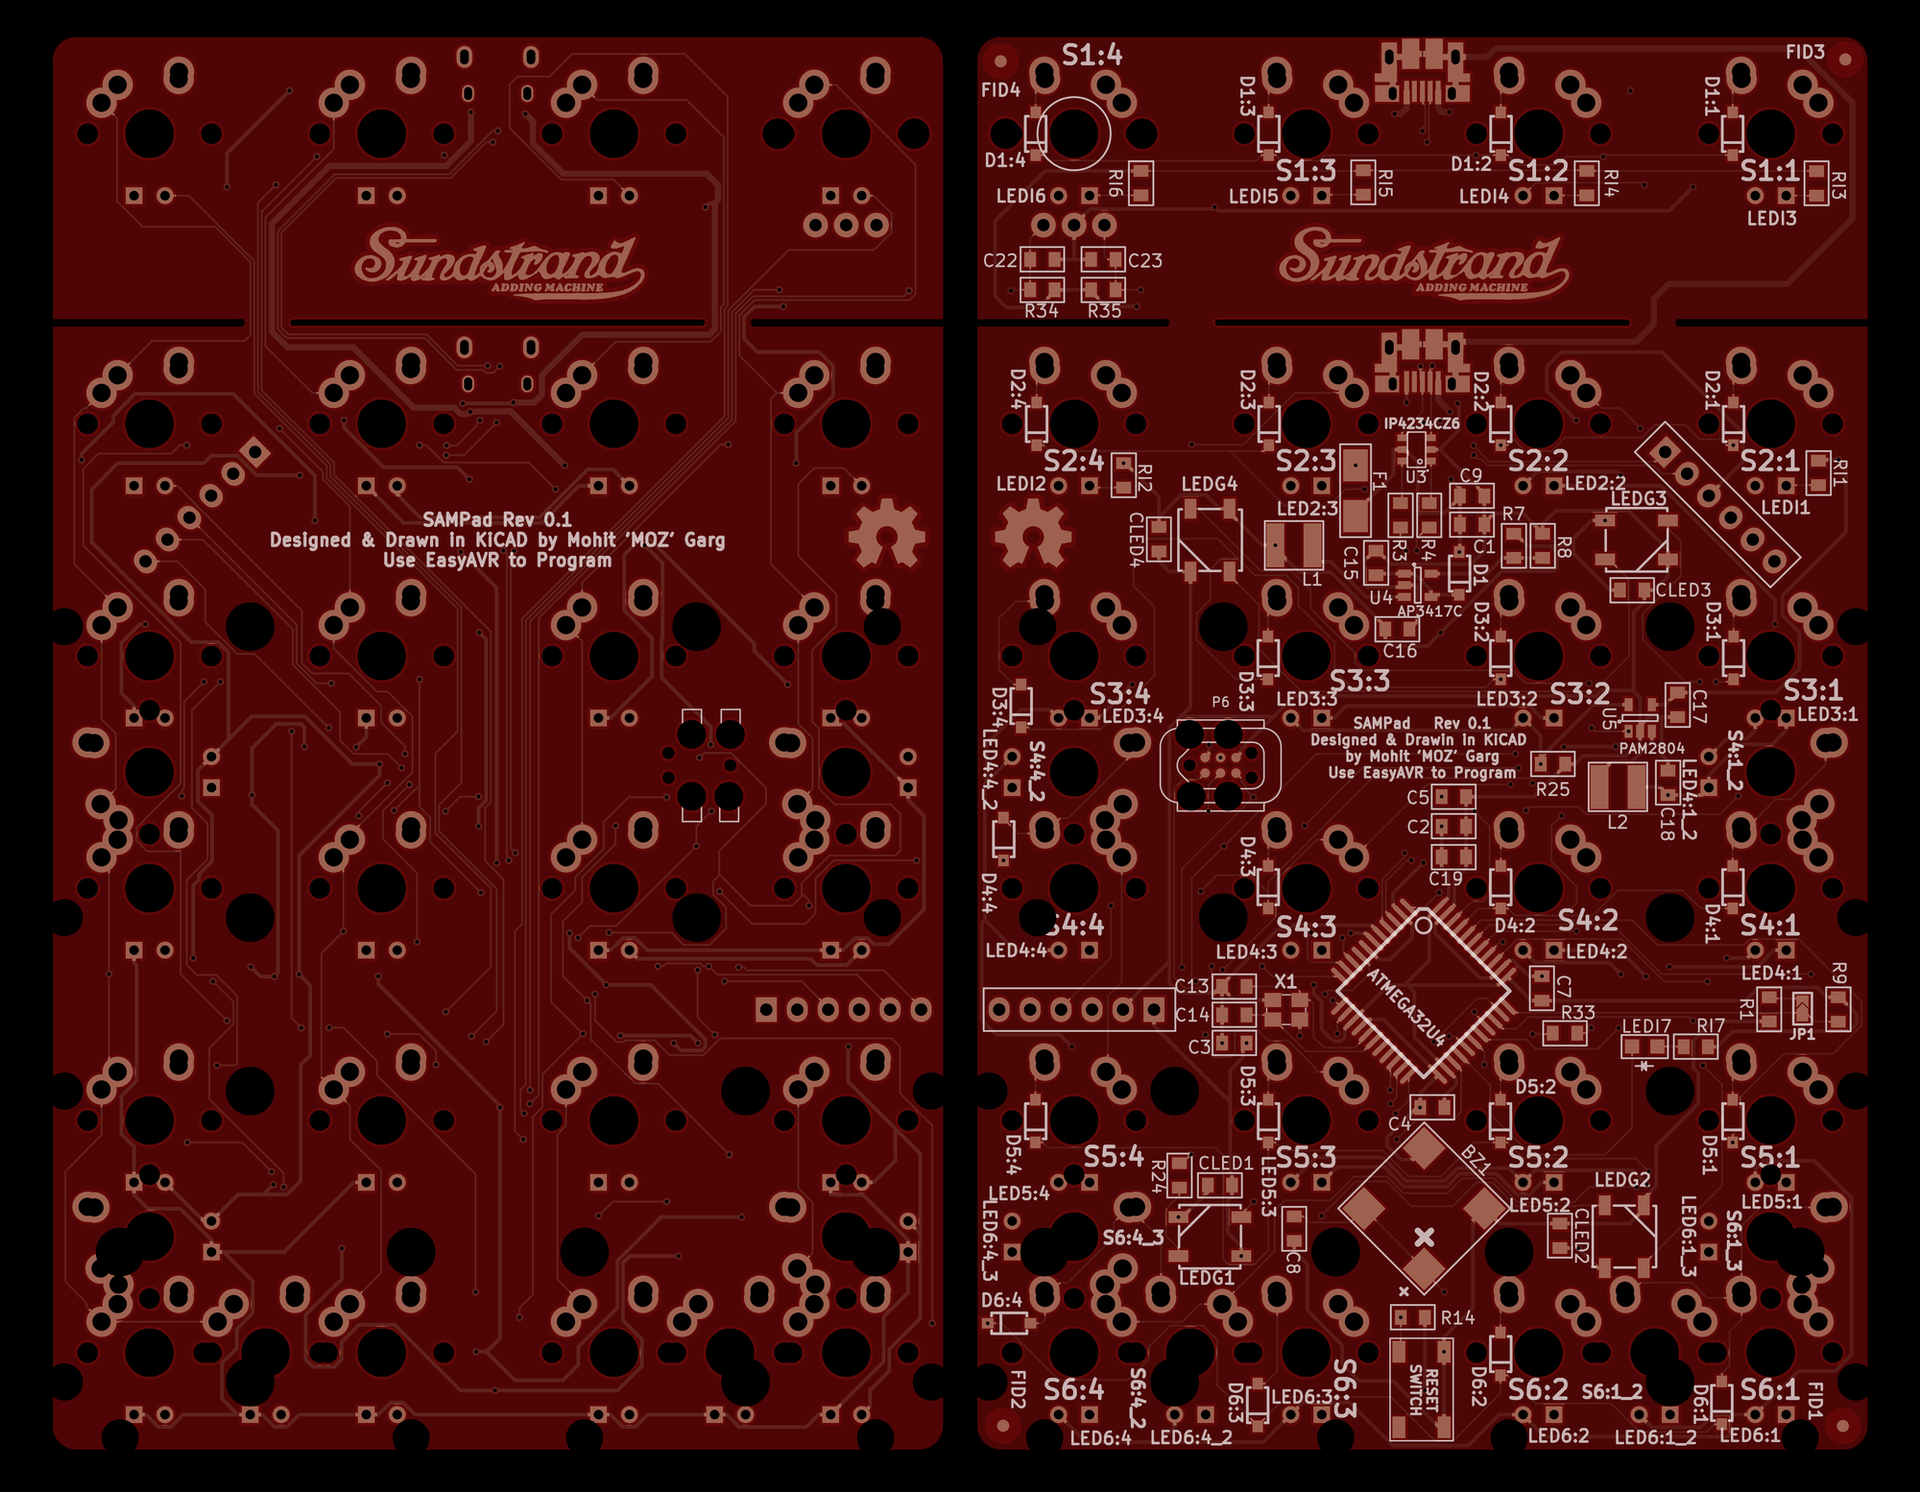 Sundstrand
ADDING MACHINE
SAMPad Rev 0.1
Designed & Drawn in KiCAD by Mohit ‘MOZ’ Garg
Use EasyAVR to Program
S1:4
FID3
FID4
D1:3
D1:1
D1:4
S1:3
D1:2
S1:2
S1:1
R16
R15
R14
R13
LED16
LED15
LED14
LED13
C22
C23
Sundstrand
ADDING MACHINE
R34
R35
D2:4
D2:3
D2:2
D2:1
IP4234CZ6
S2:4
S2:3
U3
S2:2
S2:1
R12
F1
C9
R11
LED12
LEDG4
LED2:2
LEDG3
LED11
LED2:3
CLED4
R3
R4
C1
R7
R8
C15
L1
D1
U4
AP3417C
CLED3
C16
D3:2
D3:1
D3:3
S3:3
S3:4
S3:2
S3:1
D3:4
LED3:4
LED3:3
LED3:2
LED3:1
P6
U5
C17
SAMPad Rev 0.1
Designed & Drawin in KiCAD
by Mohit ‘MOZ’ Garg
Use EasyAVR to Program
PAM2804
LED4:4_2
S4:4_2
S4:1_2
LED4:1_2
R25
C5
L2
C18
C2
C19
D4:4
D4:3
D4:2
D4:1
S4:4
S4:3
S4:2
S4:1
LED4:4
LED4:3
LED4:2
LED4:1
ATMEGA32U4
C13
X1
C7
R9
C14
R1
R33
C3
LED17
R17
JP1
D5:3
D5:2
C4
D5:4
D5:1
S5:4
S5:3
BZ1
S5:2
S5:1
R24
CLED1
LED5:3
LED5:4
LED5:2
LEDG2
LED5:1
LED6:4_3
S6:4_3
C8
CLED2
LED6:1_3
S6:1_3
LEDG1
D6:4
R14
FID2
S6:4
S6:4_2
D6:3
LED6:3
S6:3
RESET
SWITCH
D6:2
S6:2
S6:1_2
D6:1
S6:1
FID1
LED6:4
LED6:4_2
LED6:2
LED6:1_2
LED6:1